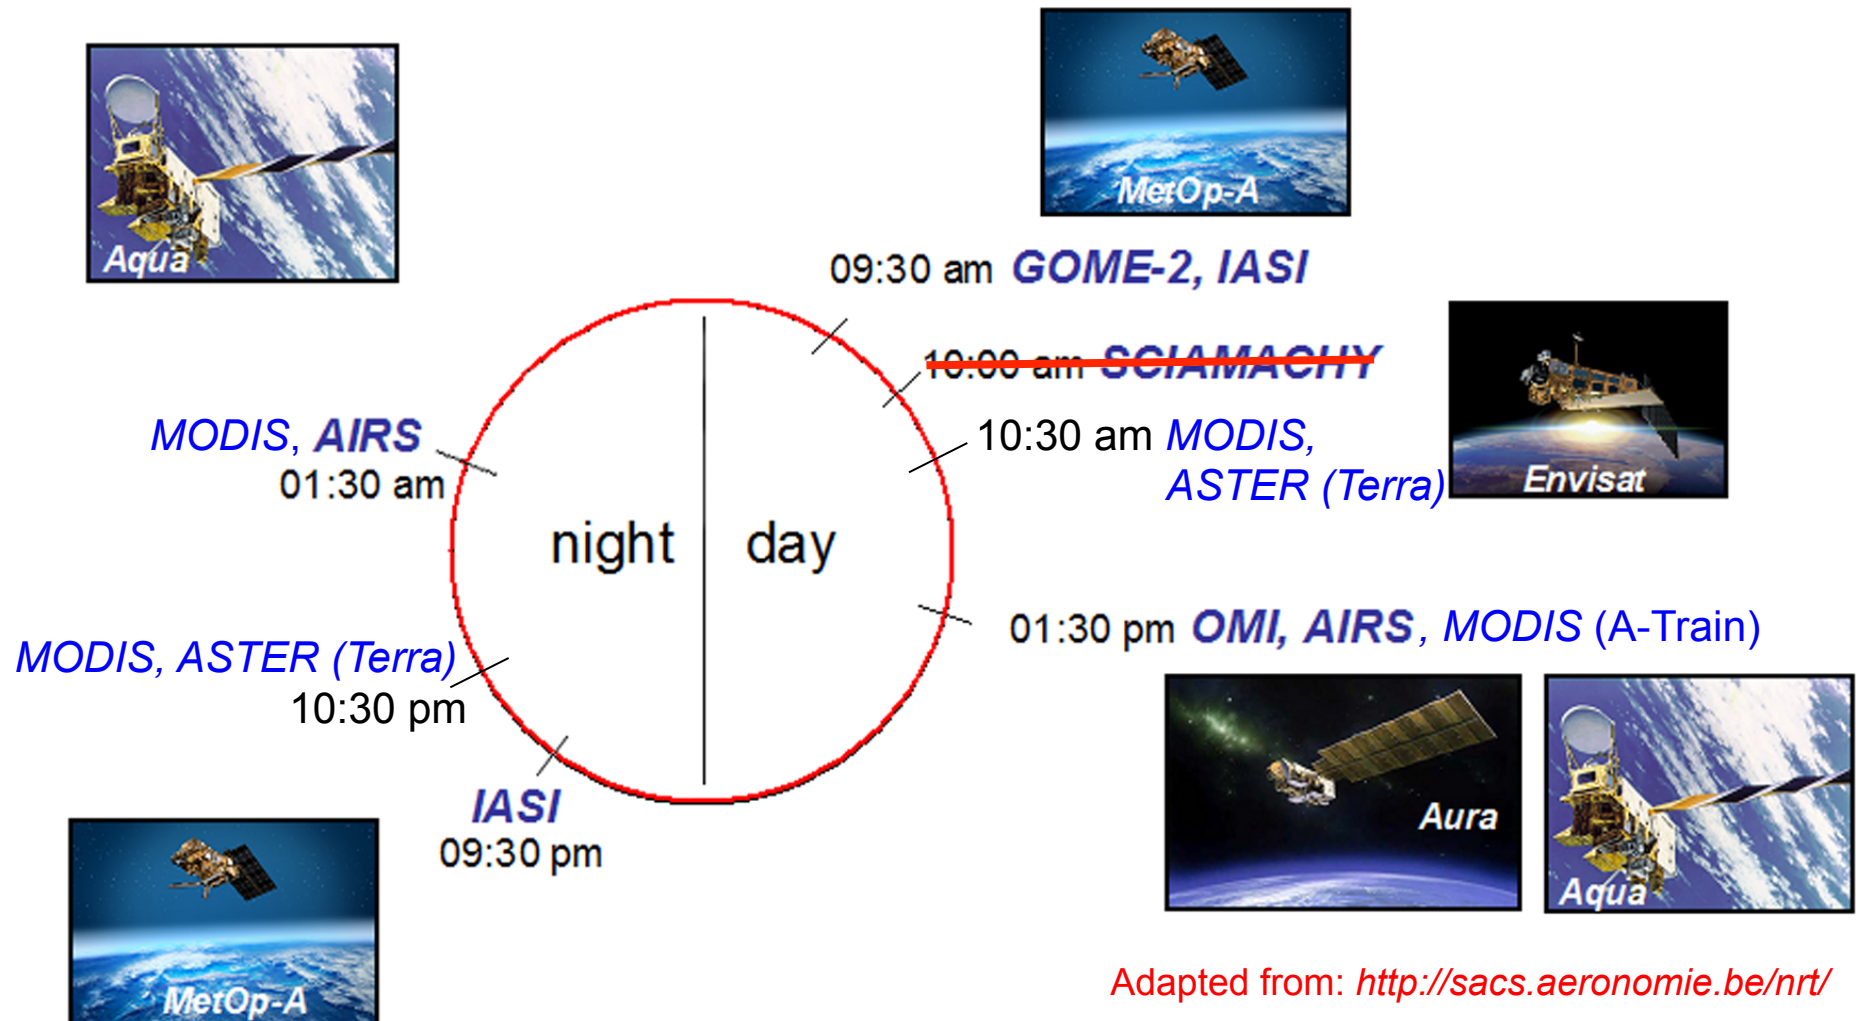 Aqua
MetOp-A
09:30 am GOME-2, IASI
10:00 am SCIAMACHY
MODIS, AIRS
01:30 am
10:30 am MODIS,
ASTER (Terra)
Envisat
night day
01:30 pm OMI, AIRS, MODIS (A-Train)
MODIS, ASTER (Terra)
10:30 pm
IASI
09:30 pm
Aura
Aqua
MetOp-A
Adapted from: http://sacs.aeronomie.be/nrt/